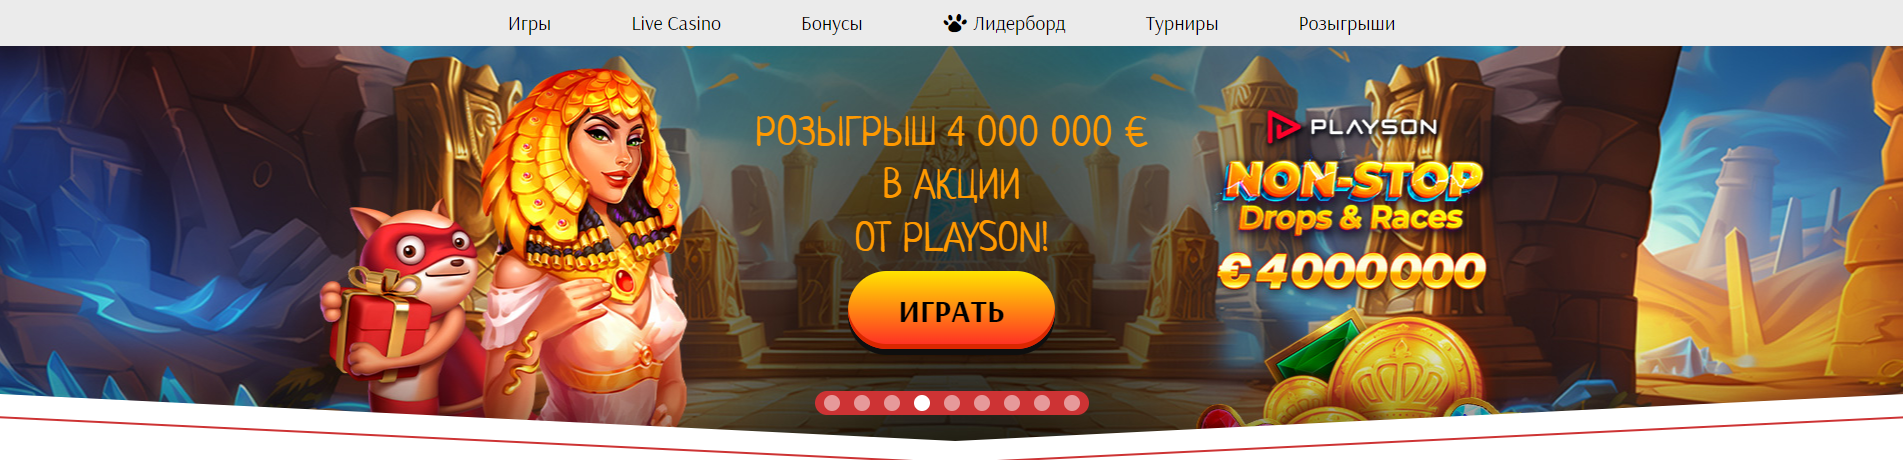 Игры Live Casino Бонусы Лидерборд Турниры Розыгрыши
РОЗЫГРЫШ 4 000 000 €
В АКЦИИ
ОТ PLAYSON!
ИГРАТЬ
PLAYSON
NON-STOP
Drops & Races
€4000000